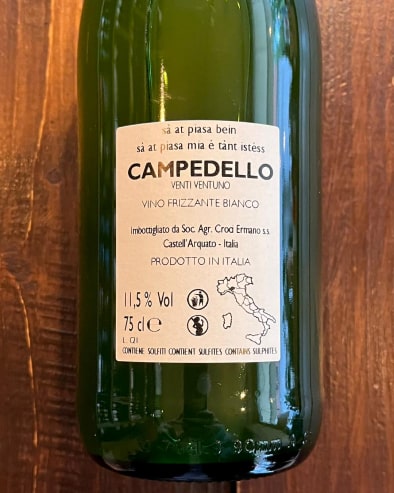 sà at piasa bein
sà at piasa mia è tànt istèss
CAMPEDELLO
VENTI VENTUNO
VINO FRIZZANTE BIANCO
Imbottigliato da Soc. Agr. Croci Ermano s.s.
Castell'Arquato - Italia
PRODOTTO IN ITALIA
11,5% Vol
75 cl e
L. 121
CONTIENE SOLFITI CONTIENT SULFITES CONTAINS SULPHITES